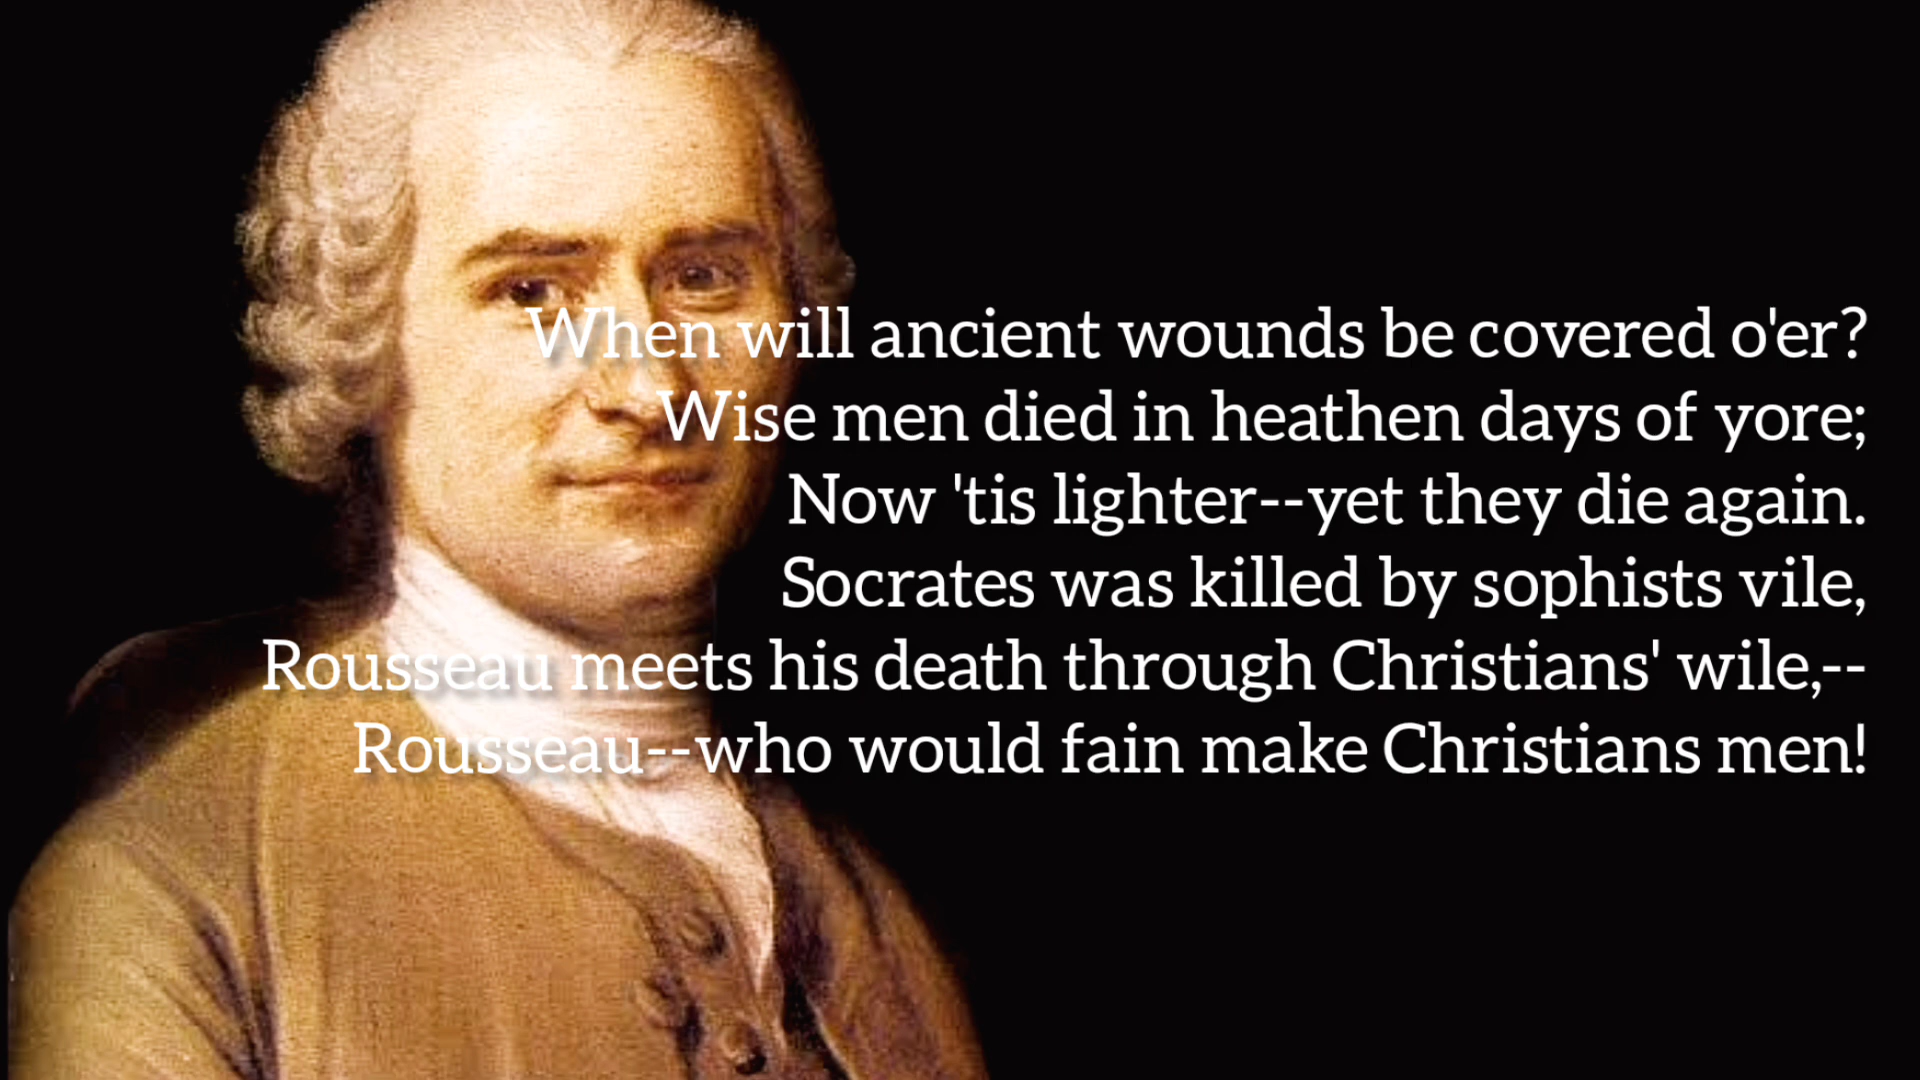 When will ancient wounds be covered o'er?
Wise men died in heathen days of yore;
Now 'tis lighter--yet they die again.
Socrates was killed by sophists vile,
Rousseau meets his death through Christians' wile,--
Rousseau--who would fain make Christians men!